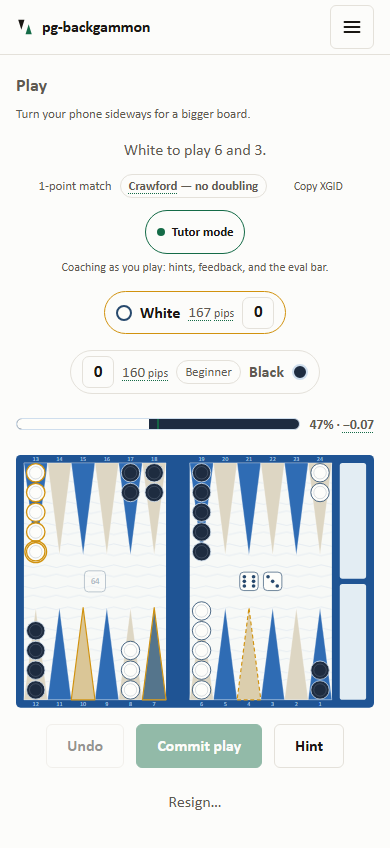 pg-backgammon
Play
Turn your phone sideways for a bigger board.
White to play 6 and 3.
1-point match Crawford — no doubling Copy XGID
Tutor mode
Coaching as you play: hints, feedback, and the eval bar.
White 167 pips 0
0 160 pips Beginner Black
47% · −0.07
13 14 15 16 17 18 19 20 21 22 23 24
64
12 11 10 9 8 7 6 5 4 3 2 1
Undo Commit play Hint
Resign...